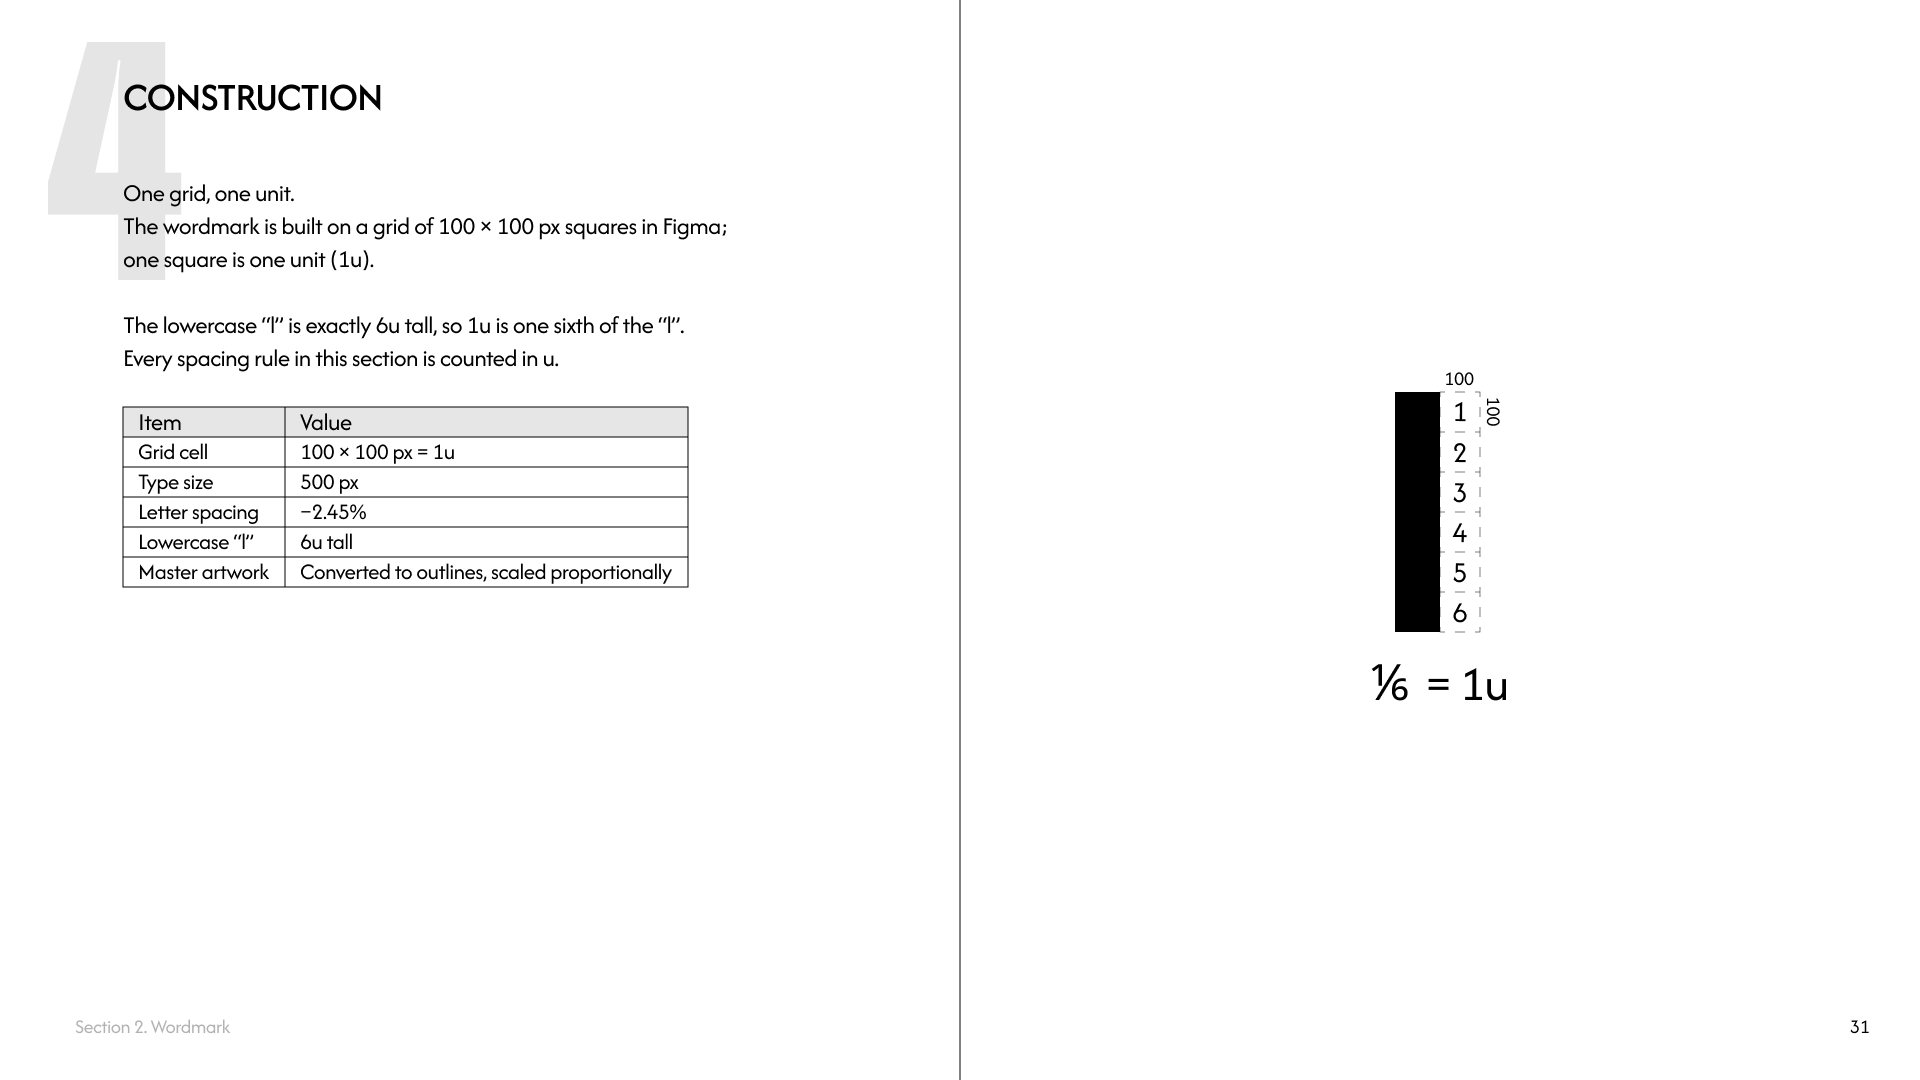 4
CONSTRUCTION
One grid, one unit.
The wordmark is built on a grid of 100 × 100 px squares in Figma;
one square is one unit (1u).
The lowercase “l” is exactly 6u tall, so 1u is one sixth of the “l”.
Every spacing rule in this section is counted in u.
Item Value
Grid cell 100 × 100 px = 1u
Type size 500 px
Letter spacing −2.45%
Lowercase “l” 6u tall
Master artwork Converted to outlines, scaled proportionally
Section 2. Wordmark
100
100
1
2
3
4
5
6
⅙ = 1u
31